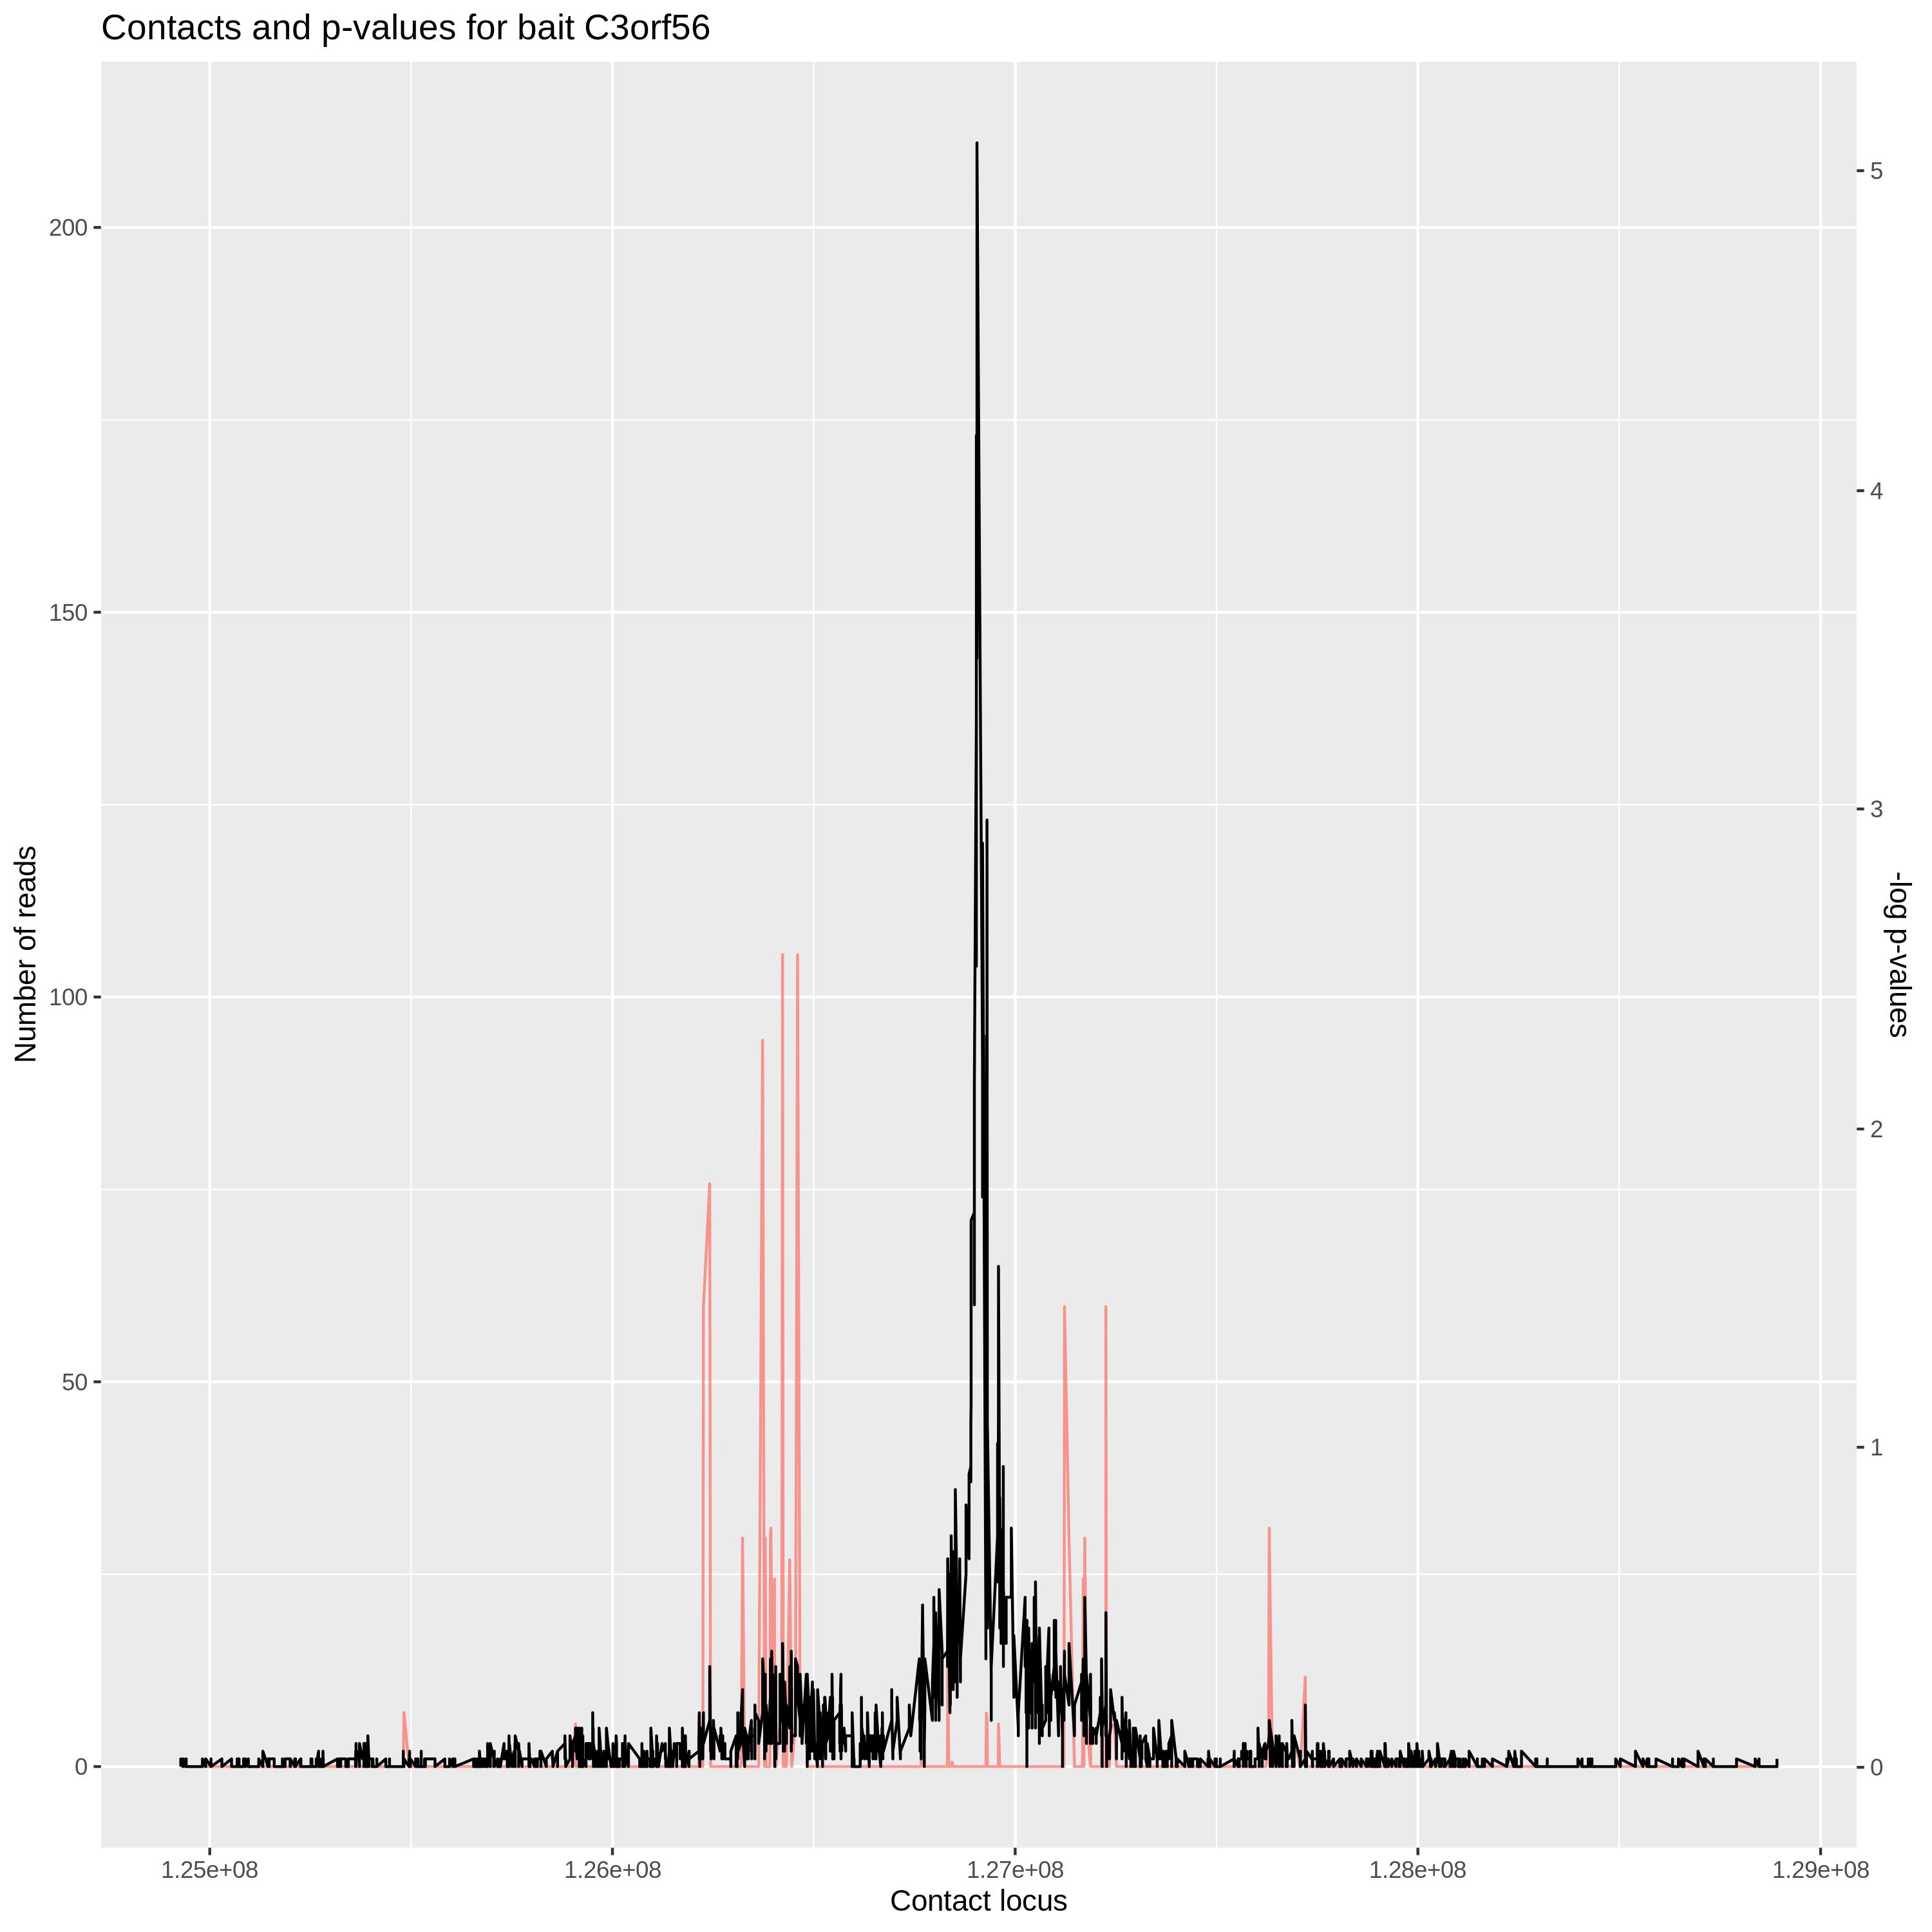 Contacts and p-values for bait C3orf56
200
150
100
50
0
Number of reads
5
4
3
2
1
0
-log p-values
1.25e+08 1.26e+08 1.27e+08 1.28e+08 1.29e+08
Contact locus